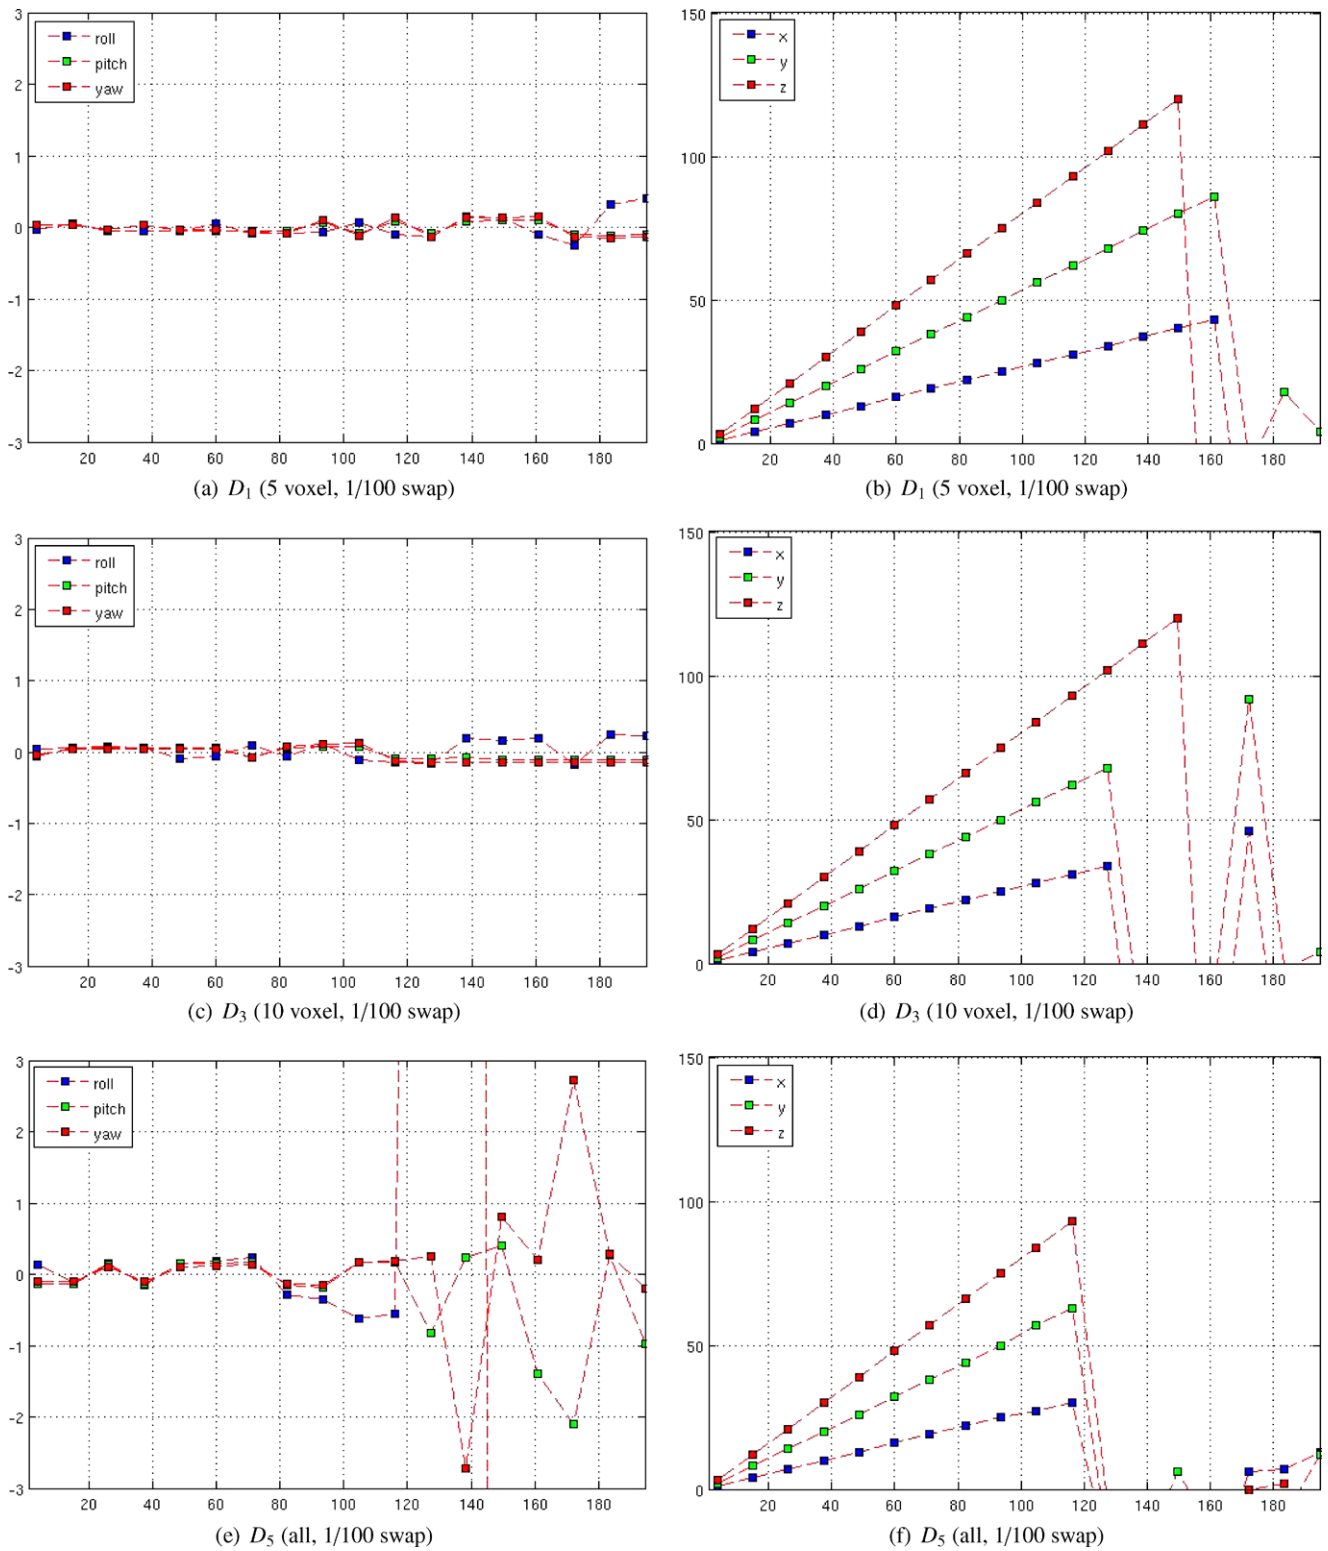 3
2
1
0
-1
-2
-3
roll
pitch
yaw
20 40 60 80 100 120 140 160 180
(a) D1 (5 voxel, 1/100 swap)
150
100
50
0
x
y
z
20 40 60 80 100 120 140 160 180
(b) D1 (5 voxel, 1/100 swap)
3
2
1
0
-1
-2
-3
roll
pitch
yaw
20 40 60 80 100 120 140 160 180
(c) D3 (10 voxel, 1/100 swap)
150
100
50
0
x
y
z
20 40 60 80 100 120 140 160 180
(d) D3 (10 voxel, 1/100 swap)
3
2
1
0
-1
-2
-3
roll
pitch
yaw
20 40 60 80 100 120 140 160 180
(e) D5 (all, 1/100 swap)
150
100
50
0
x
y
z
20 40 60 80 100 120 140 160 180
(f) D5 (all, 1/100 swap)